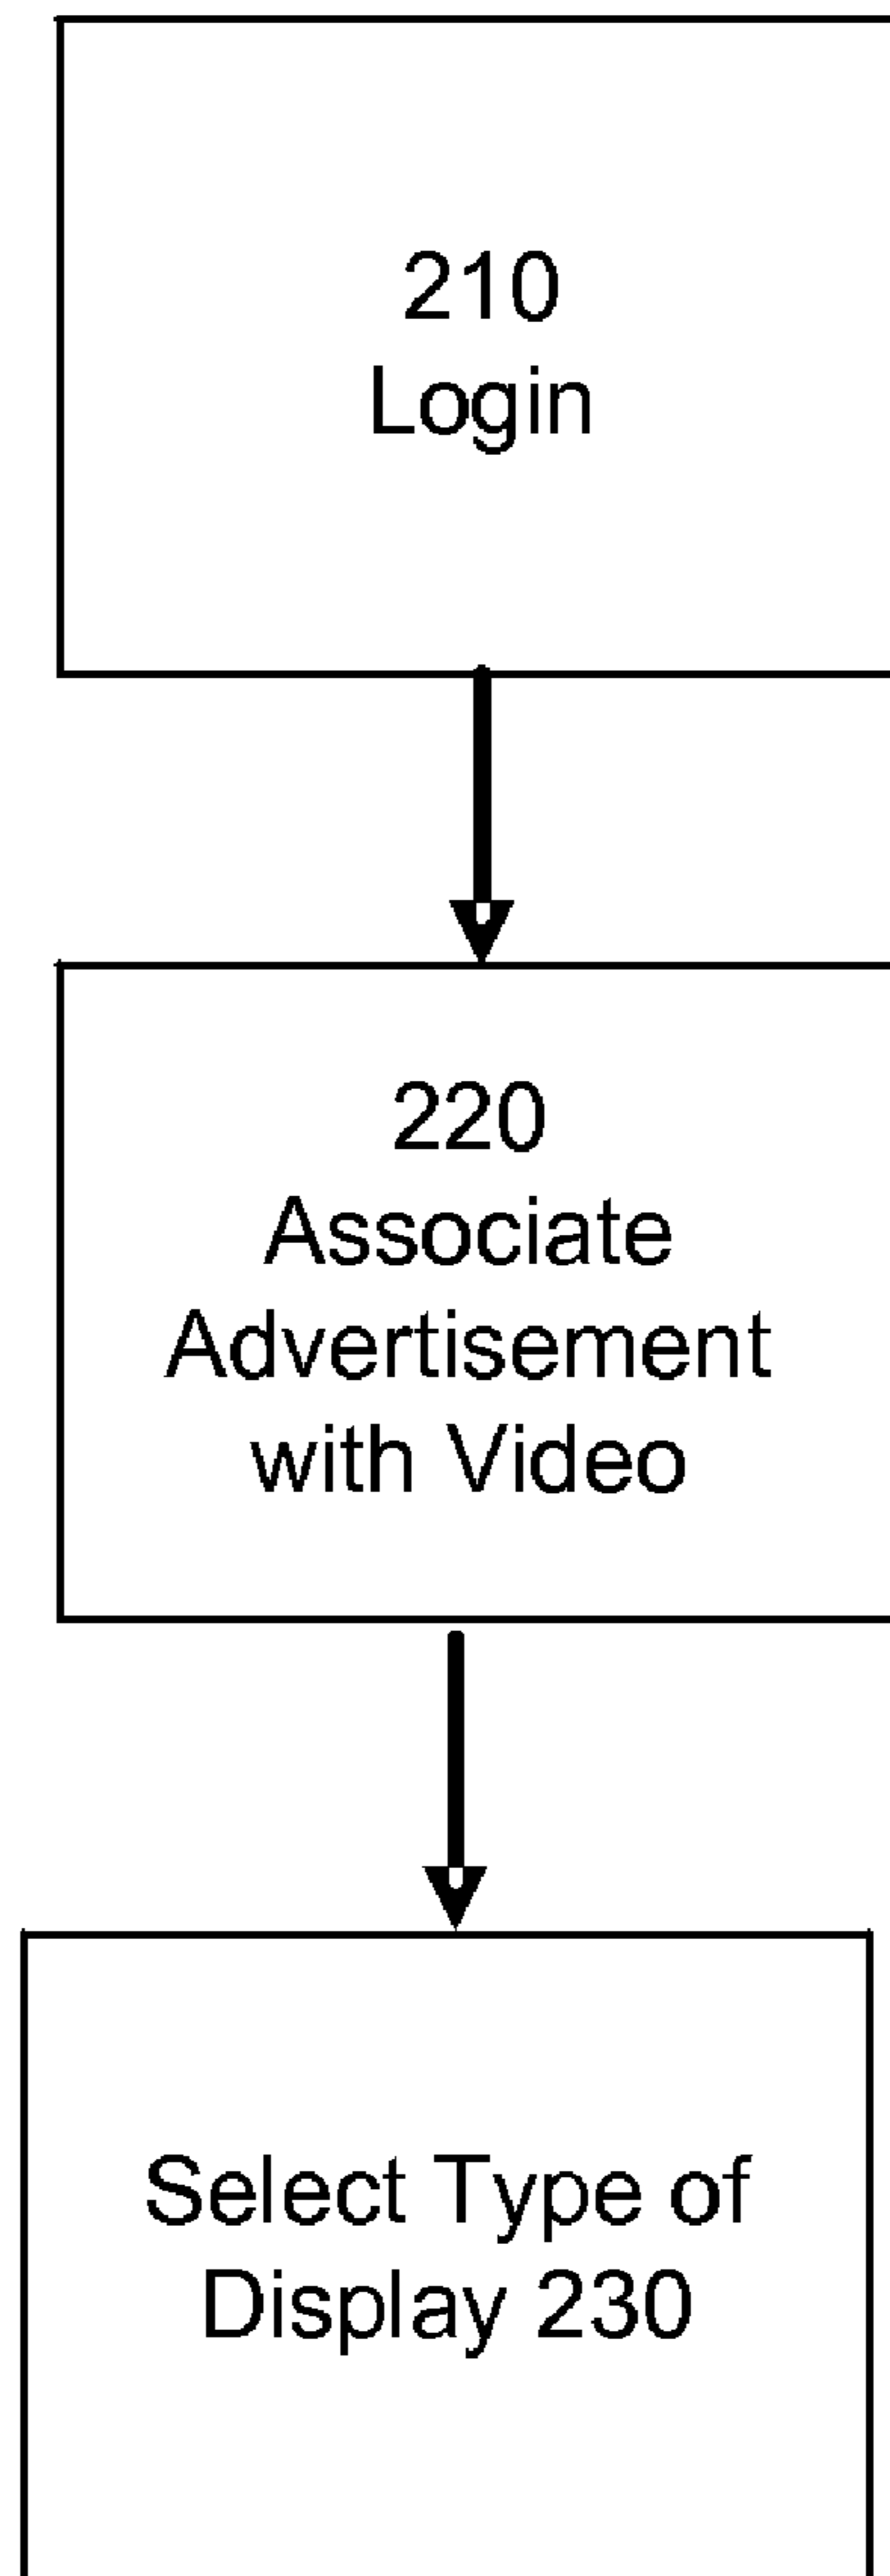 210
Login
220
Associate
Advertisement
with Video
Select Type of
Display 230